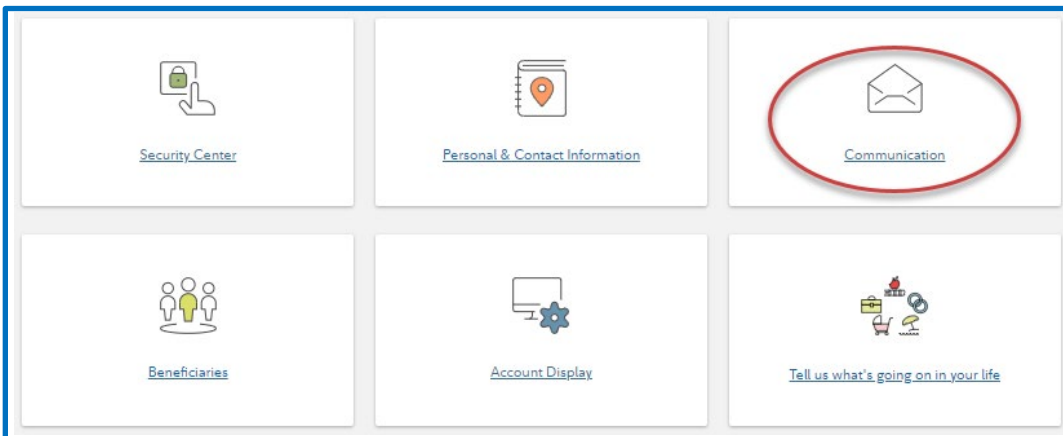 Security Center
Personal & Contact Information
Communication
Beneficiaries
Account Display
Tell us what's going on in your life